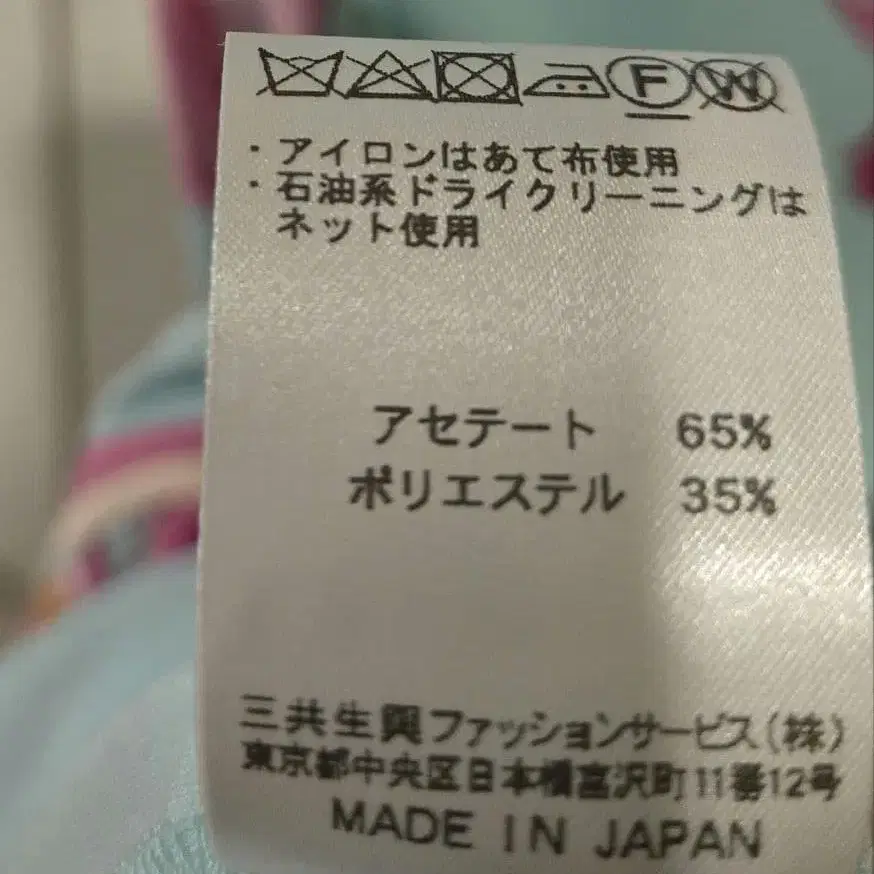 F W
・アイロンはあて布使用
・石油系ドライクリーニングは
ネット使用
アセテート 65%
ポリエステル 35%
三共生興ファッションサービス(株)
東京都中央区日本橋富沢町11番12号
MADE IN JAPAN